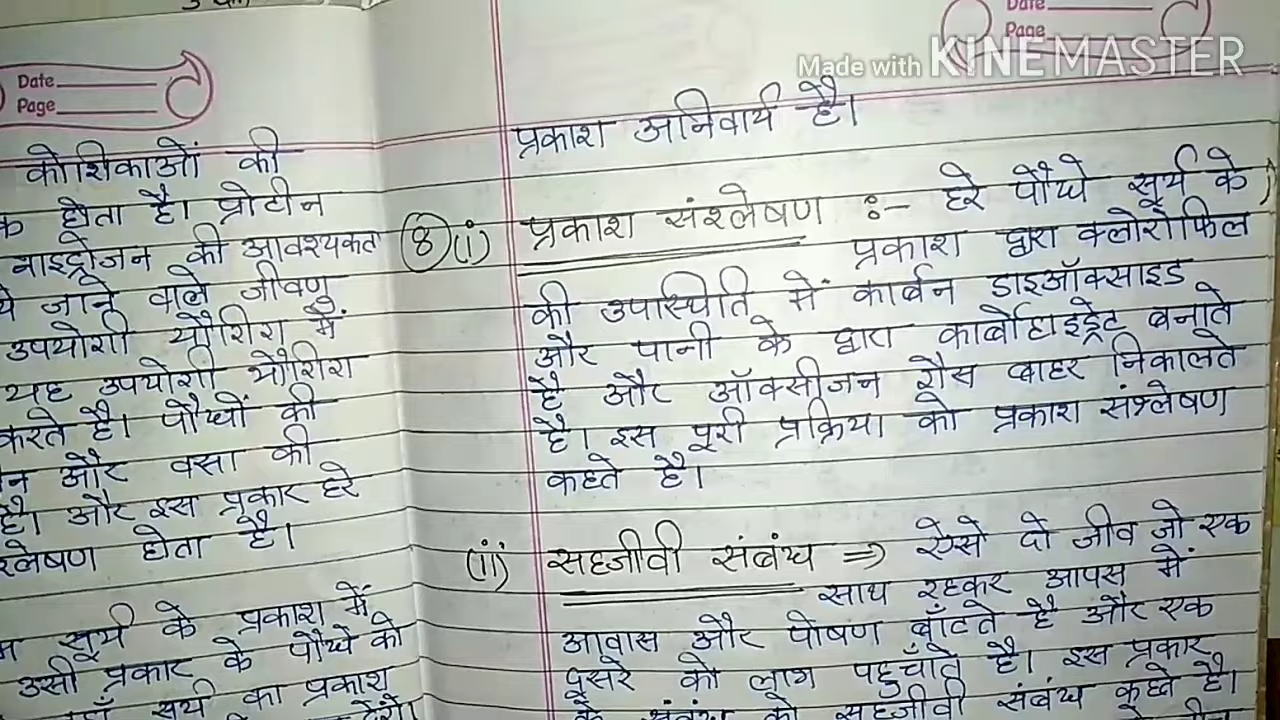 Made with KINEMASTER
Date
Page
कोशिकाओं की
होता है। प्रोटीन
नाइट्रोजन की आवश्यकता
जाने वाले जीवाणु
उपयोगी यौगिश में
यह उपयोगी यौगिश
करते है। पौधों की
और वसा की
है। और इस प्रकार हरे
होता है।
सूर्य के प्रकाश में
उसी प्रकार के पौधे को
सूर्य का प्रकाश
Date
Page
प्रकाश अनिवार्य है।
8 (i) प्रकाश संश्लेषण :- हरे पौधे सूर्य के
प्रकाश द्वारा क्लोरोफिल
की उपस्थिति में कार्बन डाइऑक्साइड
और पानी के द्वारा कार्बोहाइड्रेट बनाते
है और ऑक्सीजन गैस बाहर निकालते
है। इस पूरी प्रक्रिया को प्रकाश संश्लेषण
कहते है।
(ii) सहजीवी संबंध ⇒ ऐसे दो जीव जो एक
साथ रहकर आपस में
आवास और पोषण बाँटते है और एक
दूसरे को लाभ पहुचाँते है। इस प्रकार
के संबंध को सहजीवी संबंध कहते है।